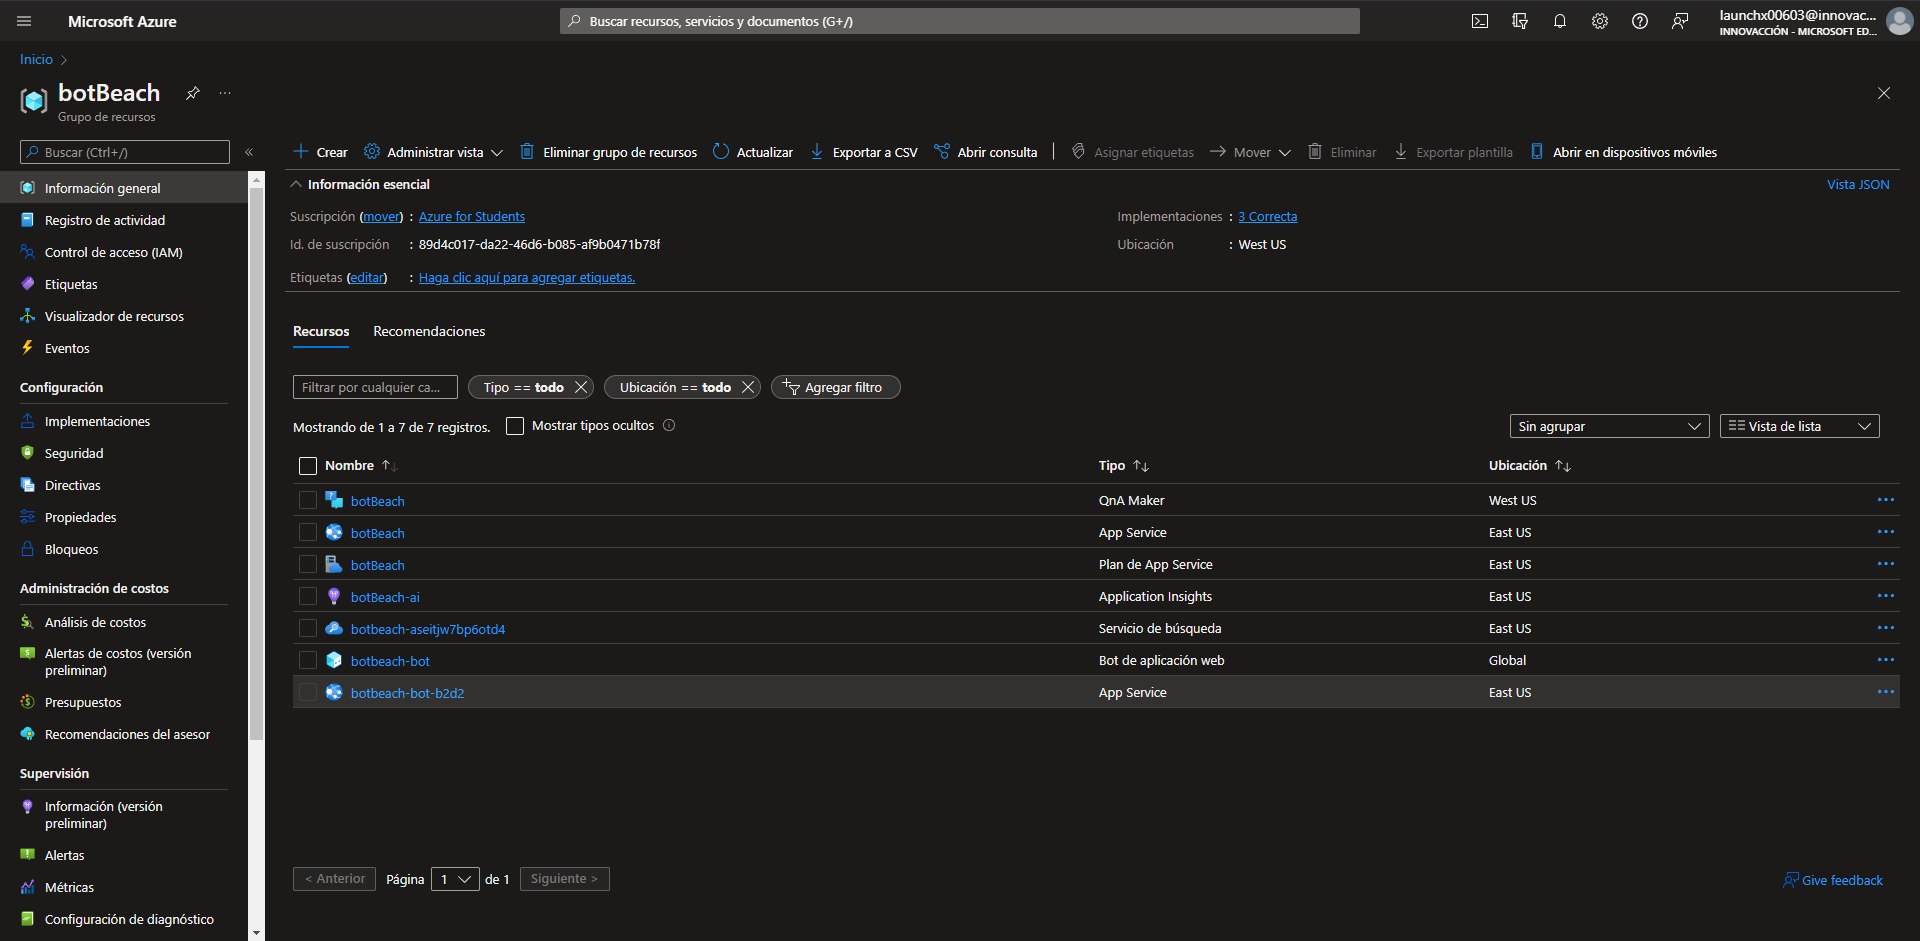 Microsoft Azure
Buscar recursos, servicios y documentos (G+/)
launchx00603@innovac...
INNOVACCIÓN - MICROSOFT ED...
Inicio
botBeach
Grupo de recursos
Buscar (Ctrl+/)
Crear
Administrar vista
Eliminar grupo de recursos
Actualizar
Exportar a CSV
Abrir consulta
Asignar etiquetas
Mover
Eliminar
Exportar plantilla
Abrir en dispositivos móviles
Información general
Registro de actividad
Control de acceso (IAM)
Etiquetas
Visualizador de recursos
Eventos
Configuración
Implementaciones
Seguridad
Directivas
Propiedades
Bloqueos
Administración de costos
Análisis de costos
Alertas de costos (versión
preliminar)
Presupuestos
Recomendaciones del asesor
Supervisión
Información (versión
preliminar)
Alertas
Métricas
Configuración de diagnóstico
Información esencial
Vista JSON
Suscripción (mover) : Azure for Students
Implementaciones : 3 Correcta
Id. de suscripción : 89d4c017-da22-46d6-b085-af9b0471b78f
Ubicación : West US
Etiquetas (editar) : Haga clic aquí para agregar etiquetas.
Recursos
Recomendaciones
Filtrar por cualquier ca...
Tipo == todo
Ubicación == todo
Agregar filtro
Mostrando de 1 a 7 de 7 registros.
Mostrar tipos ocultos
Sin agrupar
Vista de lista
Nombre Tipo Ubicación
botBeach QnA Maker West US
botBeach App Service East US
botBeach Plan de App Service East US
botBeach-ai Application Insights East US
botbeach-aseitjw7bp6otd4 Servicio de búsqueda East US
botbeach-bot Bot de aplicación web Global
botbeach-bot-b2d2 App Service East US
< Anterior Página 1 de 1 Siguiente >
Give feedback